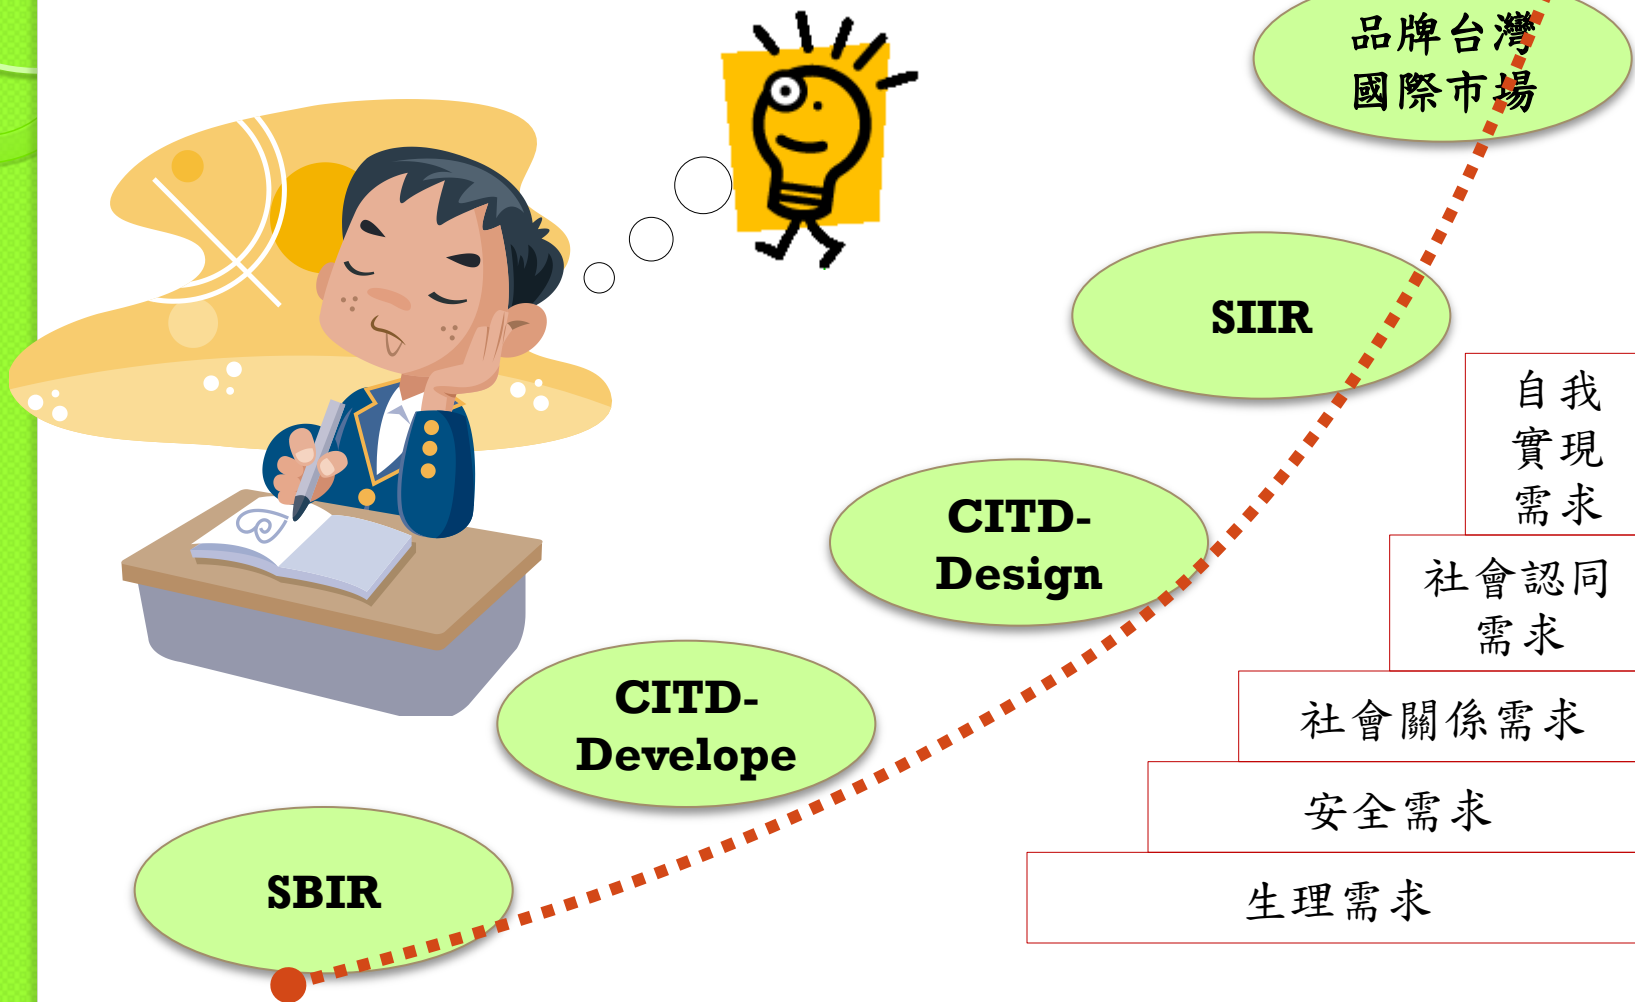 品牌台灣
國際市場
SIIR
自我
實現
需求
CITD-
Design
社會認同
需求
CITD-
Develope
社會關係需求
安全需求
SBIR
生理需求